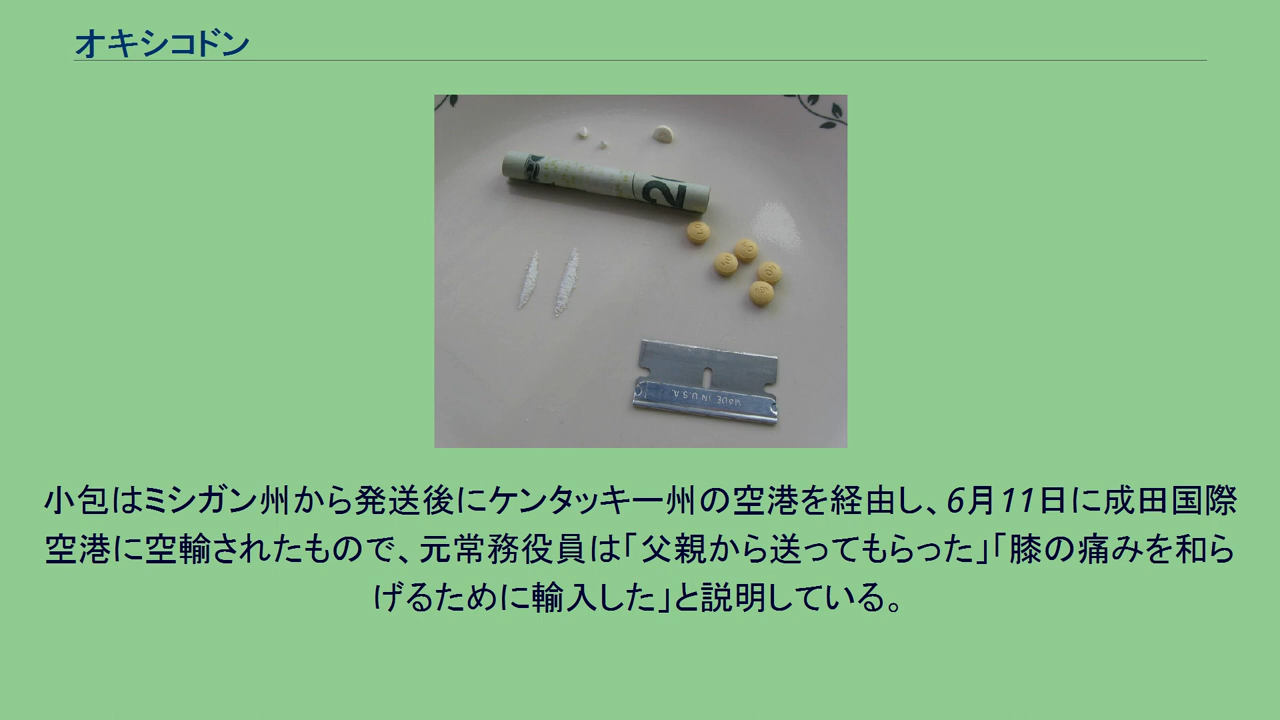 オキシコドン
2
MADE IN U.S.A.
小包はミシガン州から発送後にケンタッキー州の空港を経由し、6月11日に成田国際
空港に空輸されたもので、元常務役員は「父親から送ってもらった」「膝の痛みを和ら
げるために輸入した」と説明している。